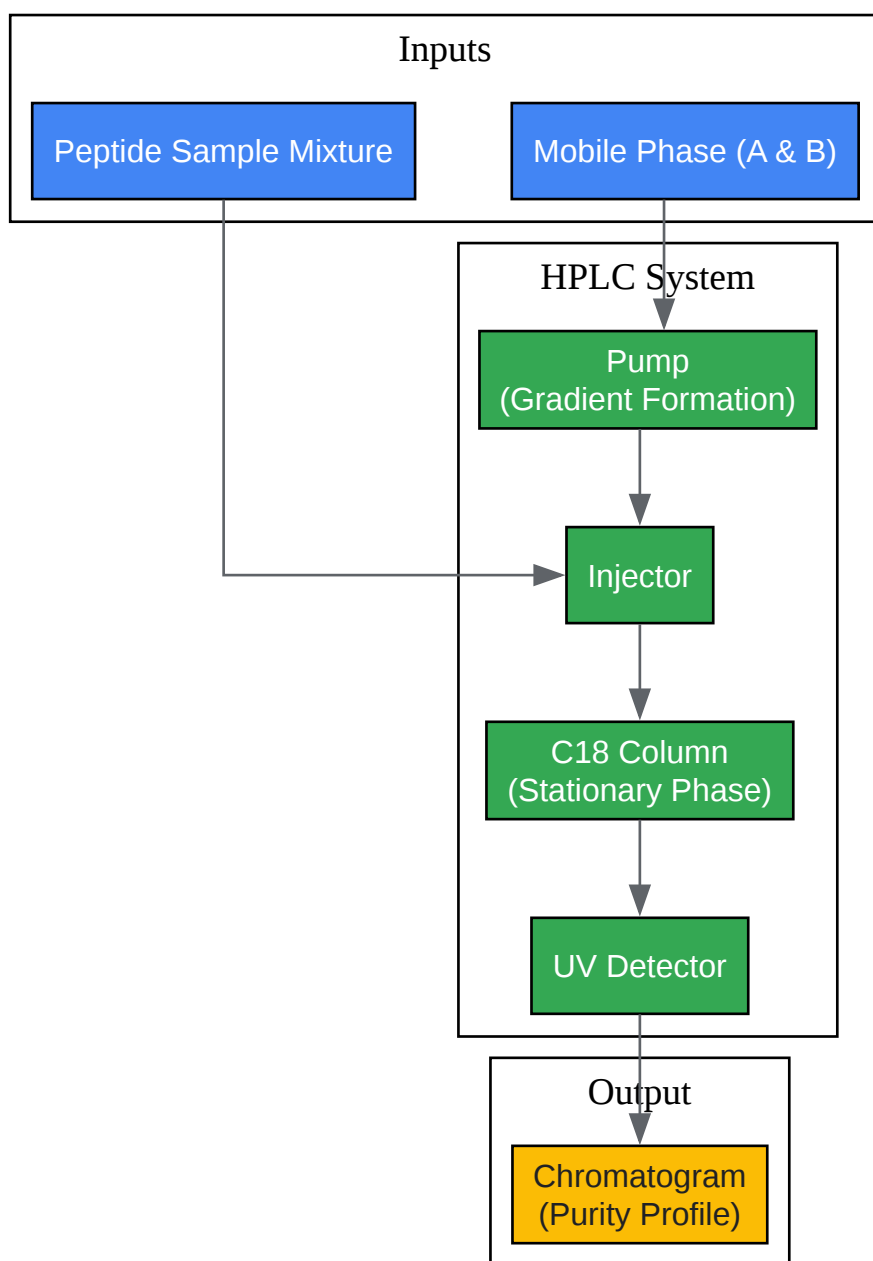 Inputs
Peptide Sample Mixture
Mobile Phase (A & B)
HPLC System
Pump
(Gradient Formation)
Injector
C18 Column
(Stationary Phase)
UV Detector
Output
Chromatogram
(Purity Profile)